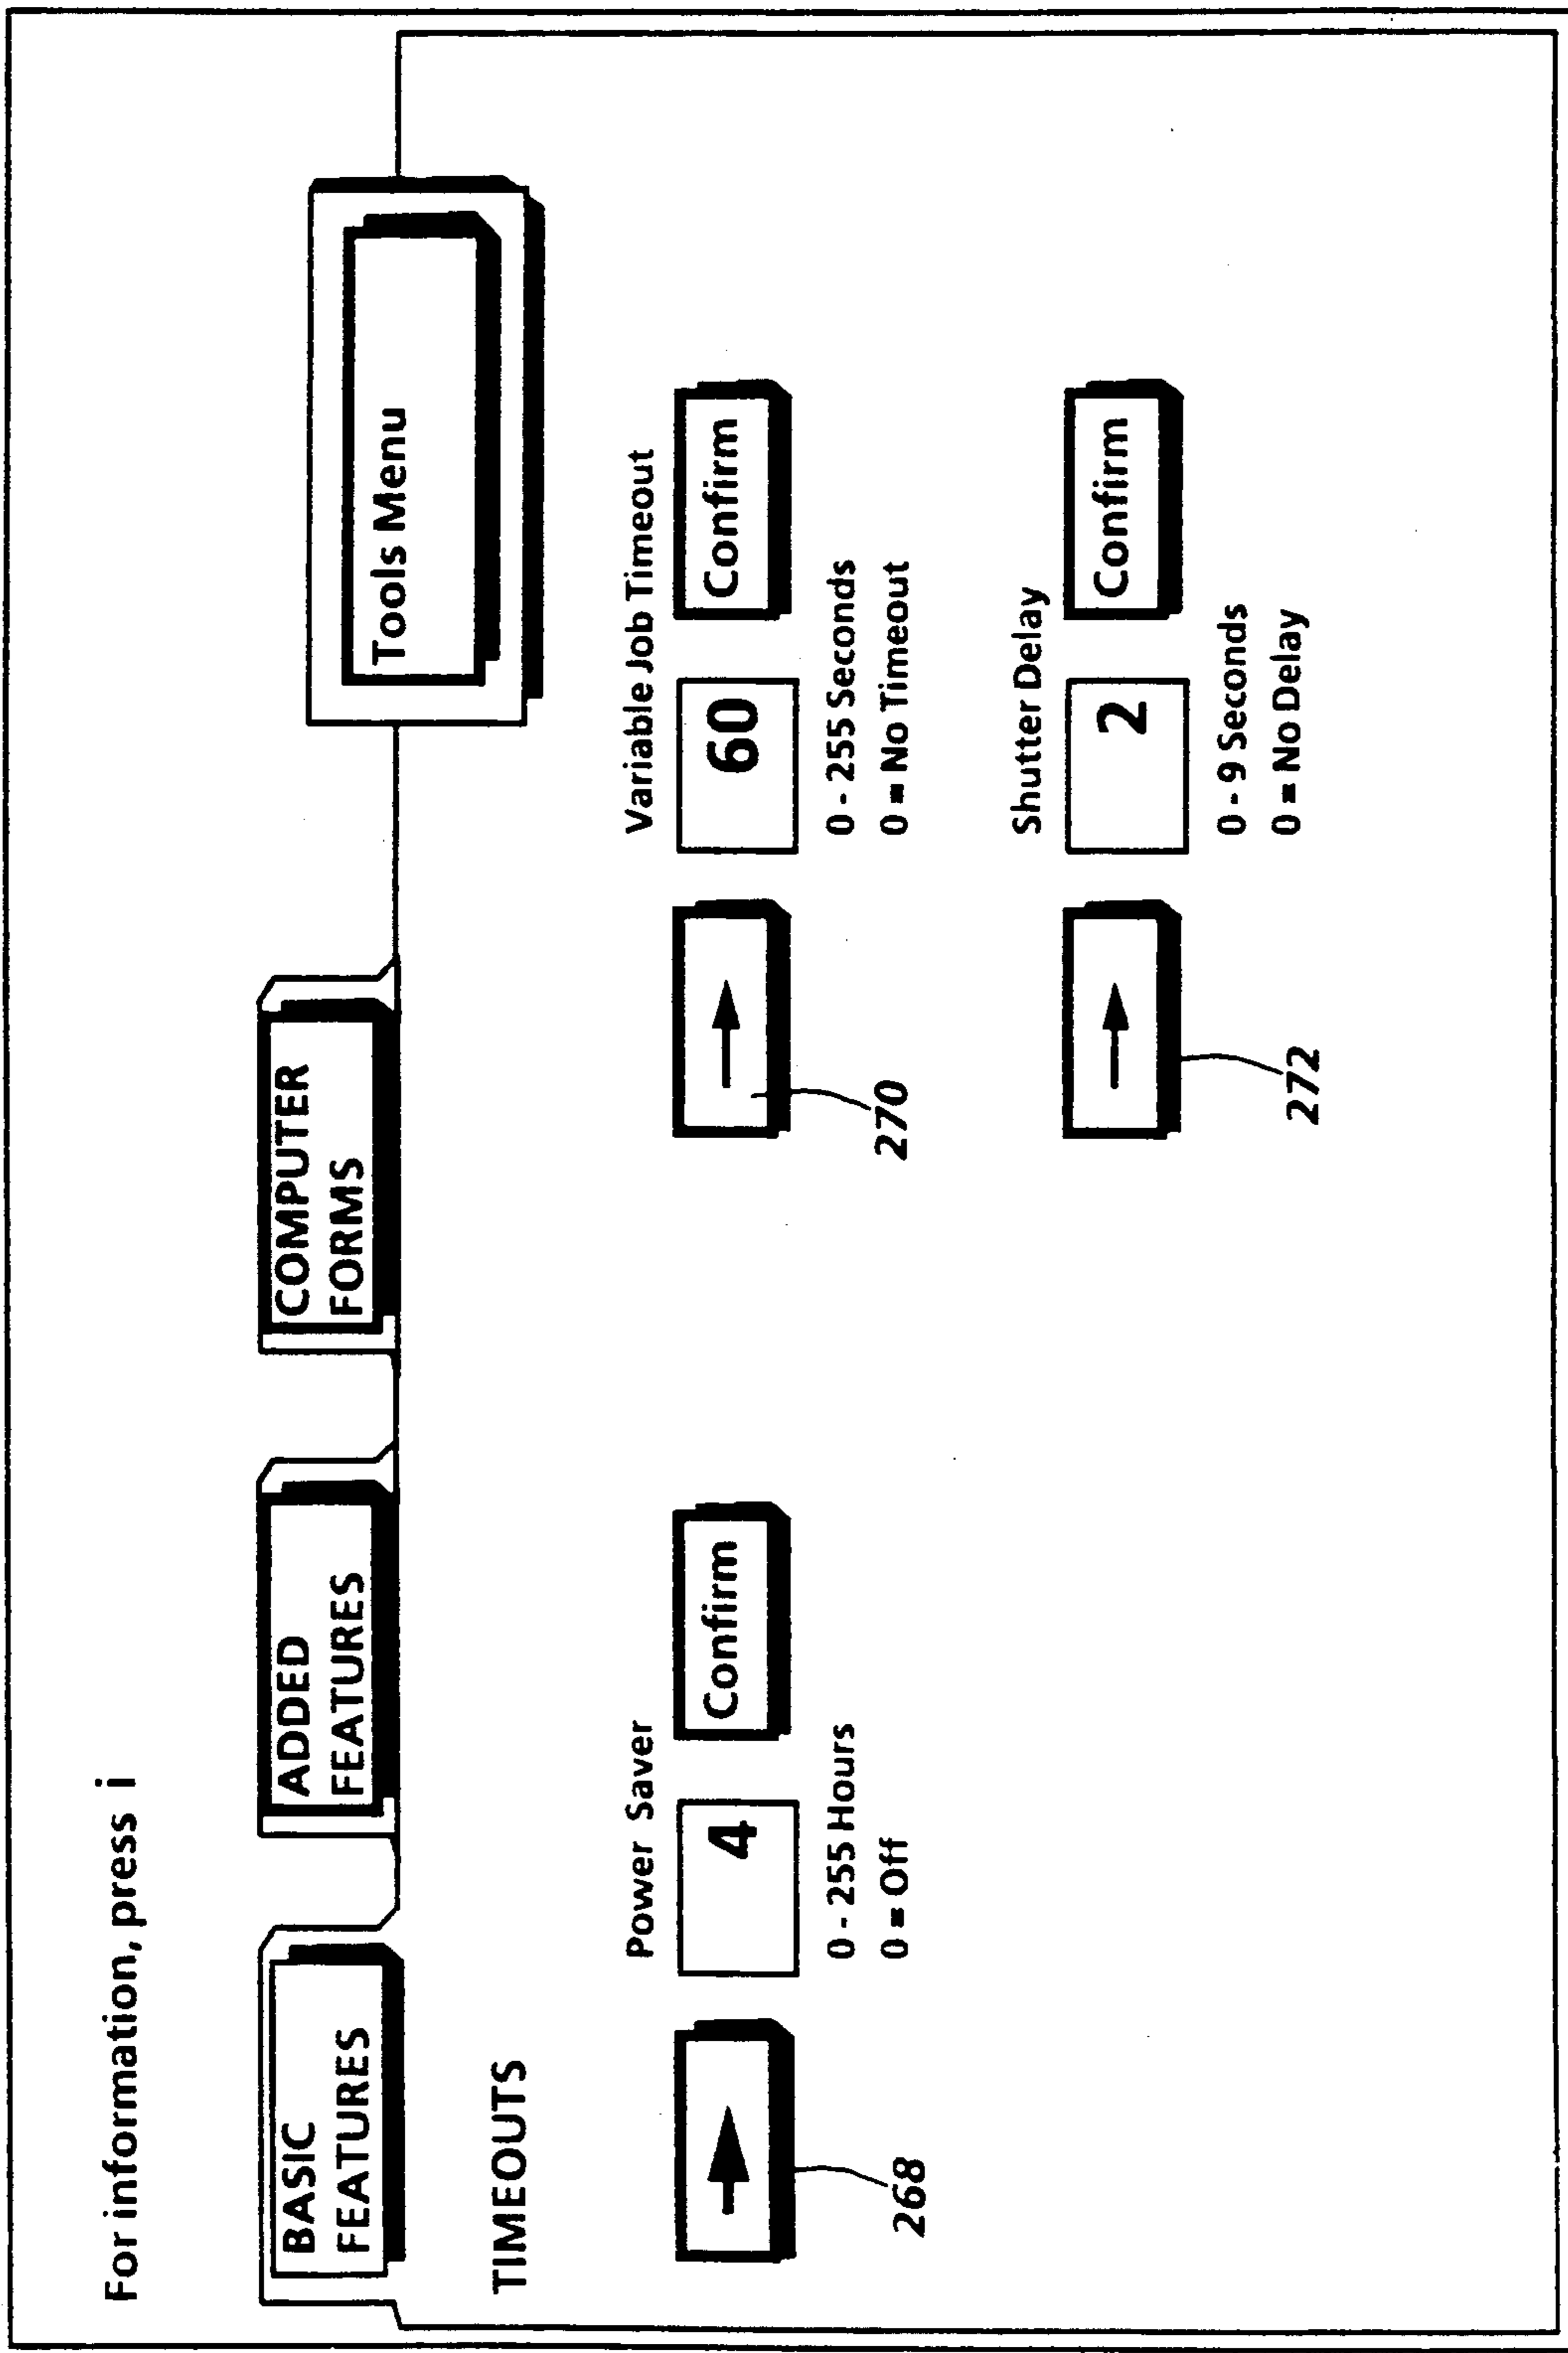 For information, press i
BASIC
FEATURES
ADDED
FEATURES
COMPUTER
FORMS
Tools Menu
TIMEOUTS
Power Saver
4
Confirm
0 - 255 Hours
0 = Off
268
Variable Job Timeout
60
Confirm
0 - 255 Seconds
0 = No Timeout
270
Shutter Delay
2
Confirm
0 - 9 Seconds
0 = No Delay
272